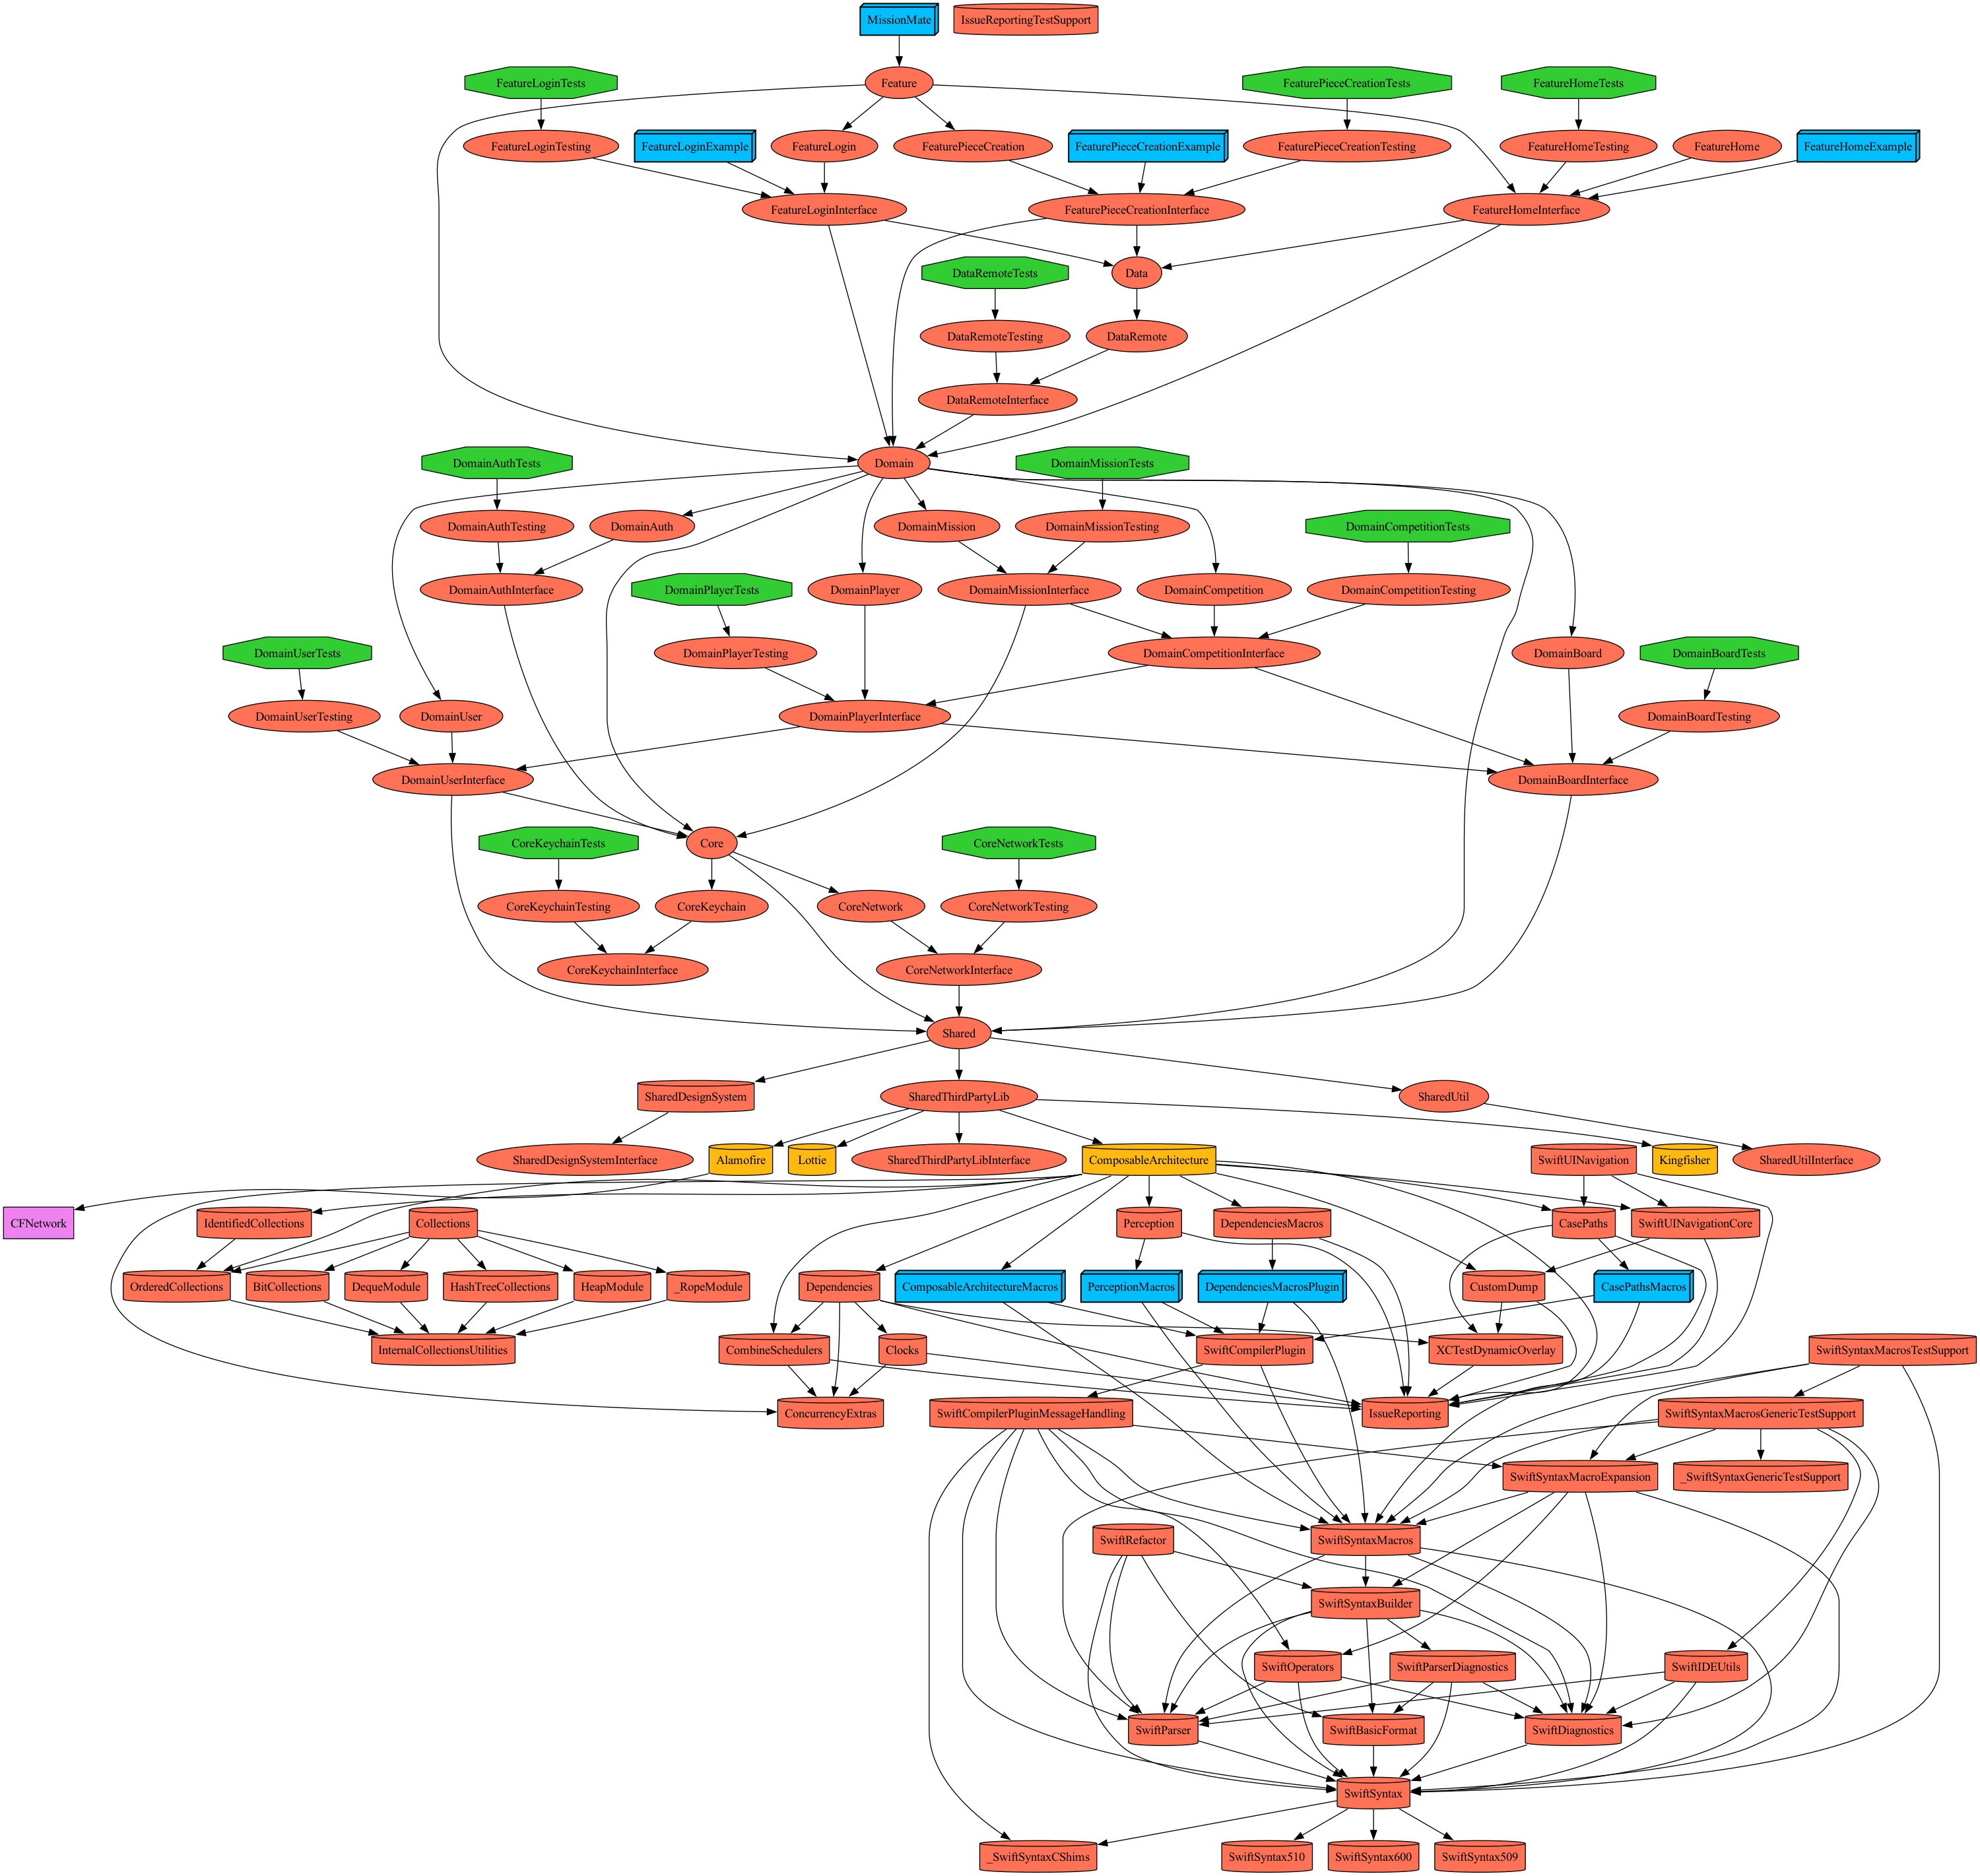 MissionMate
IssueReportingTestSupport
FeatureLoginTests
Feature
FeaturePieceCreationTests
FeatureHomeTests
FeatureLoginTesting
FeatureLoginExample
FeatureLogin
FeaturePieceCreation
FeaturePieceCreationExample
FeaturePieceCreationTesting
FeatureHomeTesting
FeatureHome
FeatureHomeExample
FeatureLoginInterface
FeaturePieceCreationInterface
FeatureHomeInterface
DataRemoteTests
Data
DataRemoteTesting
DataRemote
DataRemoteInterface
DomainAuthTests
Domain
DomainMissionTests
DomainAuthTesting
DomainAuth
DomainMission
DomainMissionTesting
DomainCompetitionTests
DomainAuthInterface
DomainPlayerTests
DomainPlayer
DomainMissionInterface
DomainCompetition
DomainCompetitionTesting
DomainUserTests
DomainPlayerTesting
DomainCompetitionInterface
DomainBoard
DomainBoardTests
DomainUserTesting
DomainUser
DomainPlayerInterface
DomainBoardTesting
DomainUserInterface
DomainBoardInterface
CoreKeychainTests
Core
CoreNetworkTests
CoreKeychainTesting
CoreKeychain
CoreNetwork
CoreNetworkTesting
CoreKeychainInterface
CoreNetworkInterface
Shared
SharedDesignSystem
SharedThirdPartyLib
SharedUtil
SharedDesignSystemInterface
Alamofire
Lottie
SharedThirdPartyLibInterface
ComposableArchitecture
SwiftUINavigation
Kingfisher
SharedUtilInterface
CFNetwork
IdentifiedCollections
Collections
Perception
DependenciesMacros
CasePaths
SwiftUINavigationCore
OrderedCollections
BitCollections
DequeModule
HashTreeCollections
HeapModule
_RopeModule
Dependencies
ComposableArchitectureMacros
PerceptionMacros
DependenciesMacrosPlugin
CustomDump
CasePathsMacros
InternalCollectionsUtilities
CombineSchedulers
Clocks
SwiftCompilerPlugin
XCTestDynamicOverlay
SwiftSyntaxMacrosTestSupport
ConcurrencyExtras
SwiftCompilerPluginMessageHandling
IssueReporting
SwiftSyntaxMacrosGenericTestSupport
SwiftSyntaxMacroExpansion
_SwiftSyntaxGenericTestSupport
SwiftRefactor
SwiftSyntaxMacros
SwiftSyntaxBuilder
SwiftOperators
SwiftParserDiagnostics
SwiftIDEUtils
SwiftParser
SwiftBasicFormat
SwiftDiagnostics
SwiftSyntax
_SwiftSyntaxCShims
SwiftSyntax510
SwiftSyntax600
SwiftSyntax509